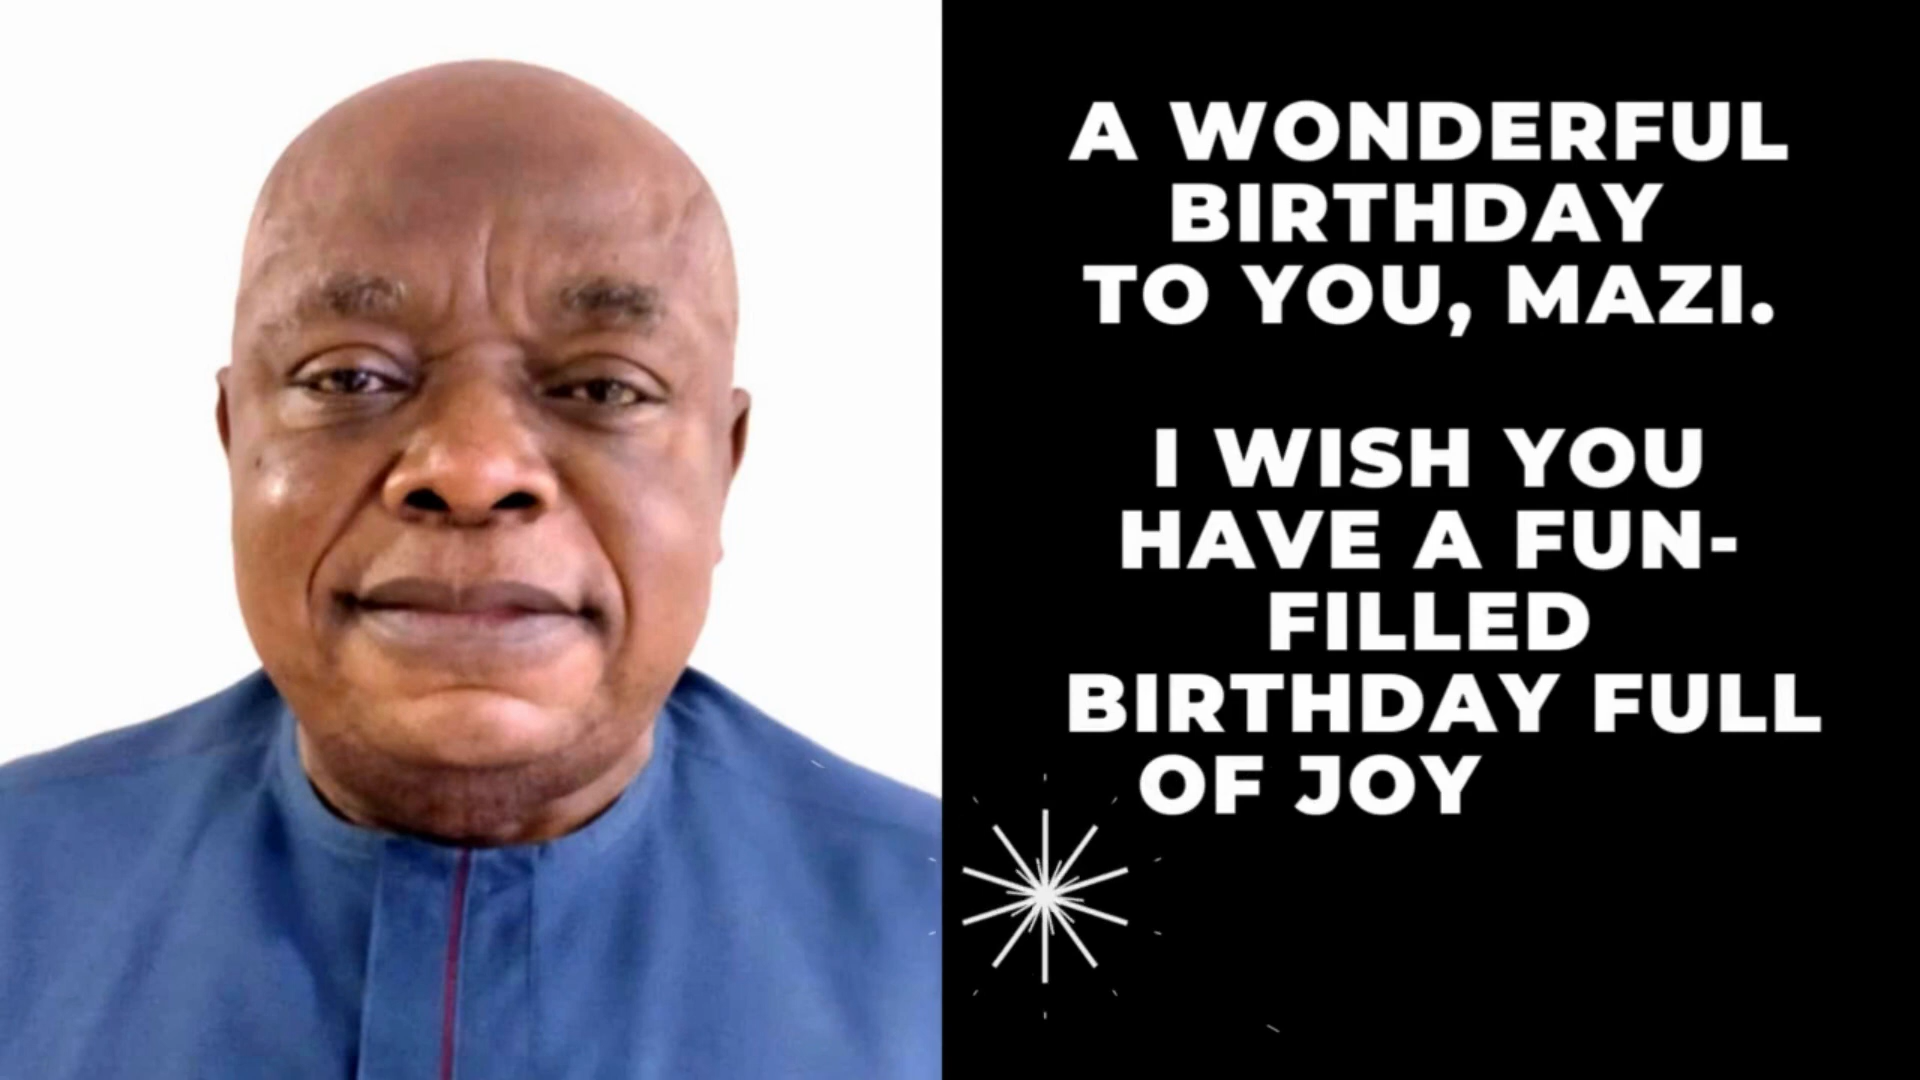 A WONDERFUL
BIRTHDAY
TO YOU, MAZI.
I WISH YOU
HAVE A FUN-
FILLED
BIRTHDAY FULL
OF JOY